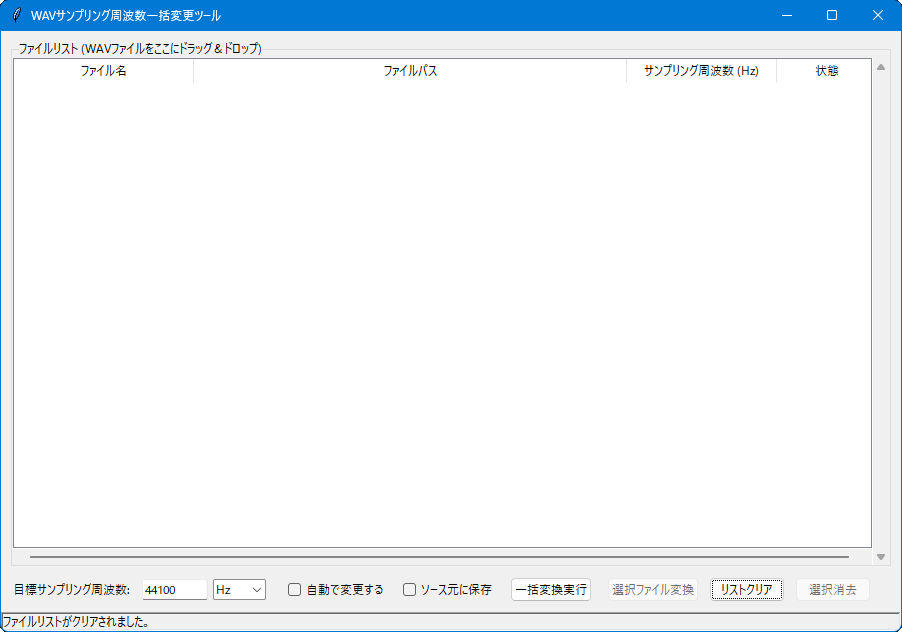 WAVサンプリング周波数一括変更ツール
ファイルリスト (WAVファイルをここにドラッグ＆ドロップ)
ファイル名 ファイルパス サンプリング周波数 (Hz) 状態
目標サンプリング周波数: 44100 Hz 自動で変更する ソース元に保存 一括変換実行 選択ファイル変換 リストクリア 選択消去
ファイルリストがクリアされました。